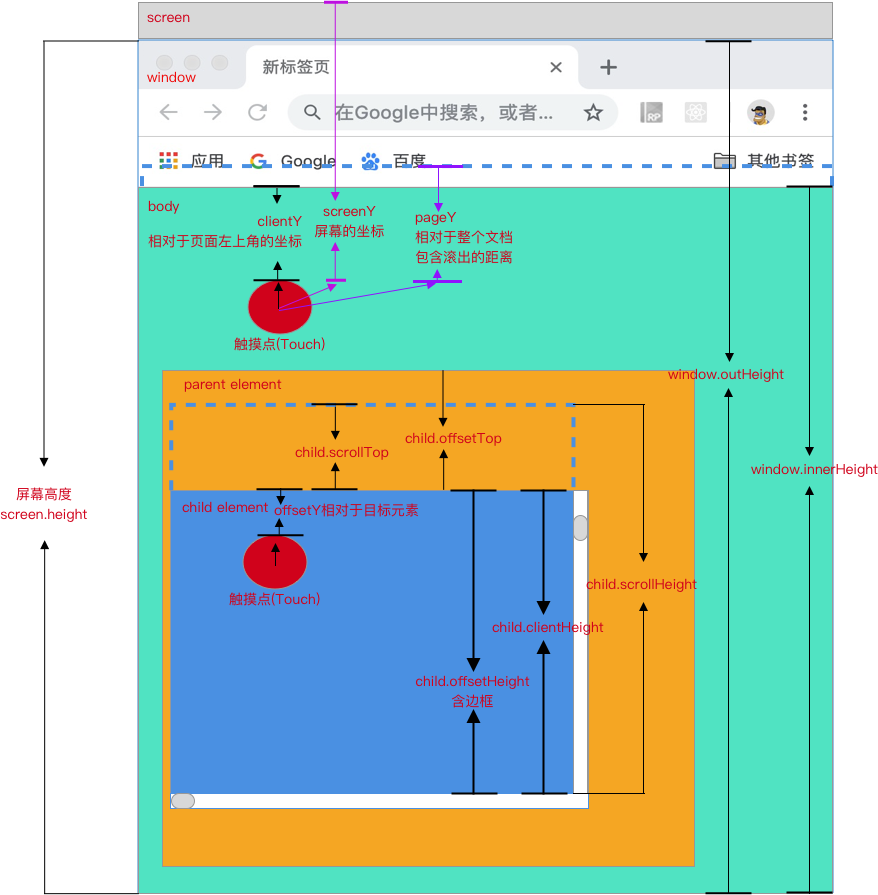 screen
新标签页
window
在Google中搜索，或者...
RP
应用
Google
百度
其他书签
body
clientY
相对于页面左上角的坐标
screenY
屏幕的坐标
pageY
相对于整个文档
包含滚出的距离
触摸点(Touch)
window.outHeight
parent element
child.scrollTop
child.offsetTop
window.innerHeight
屏幕高度
screen.height
child element
offsetY相对于目标元素
触摸点(Touch)
child.scrollHeight
child.clientHeight
child.offsetHeight
含边框